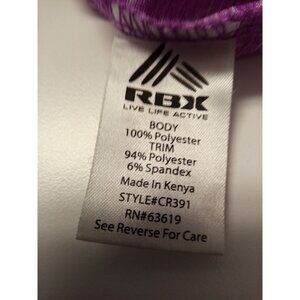 RBX
LIVE LIFE ACTIVE
BODY
100% Polyester
TRIM
94% Polyester
6% Spandex
Made In Kenya
STYLE#CR391
RN#63619
See Reverse For Care